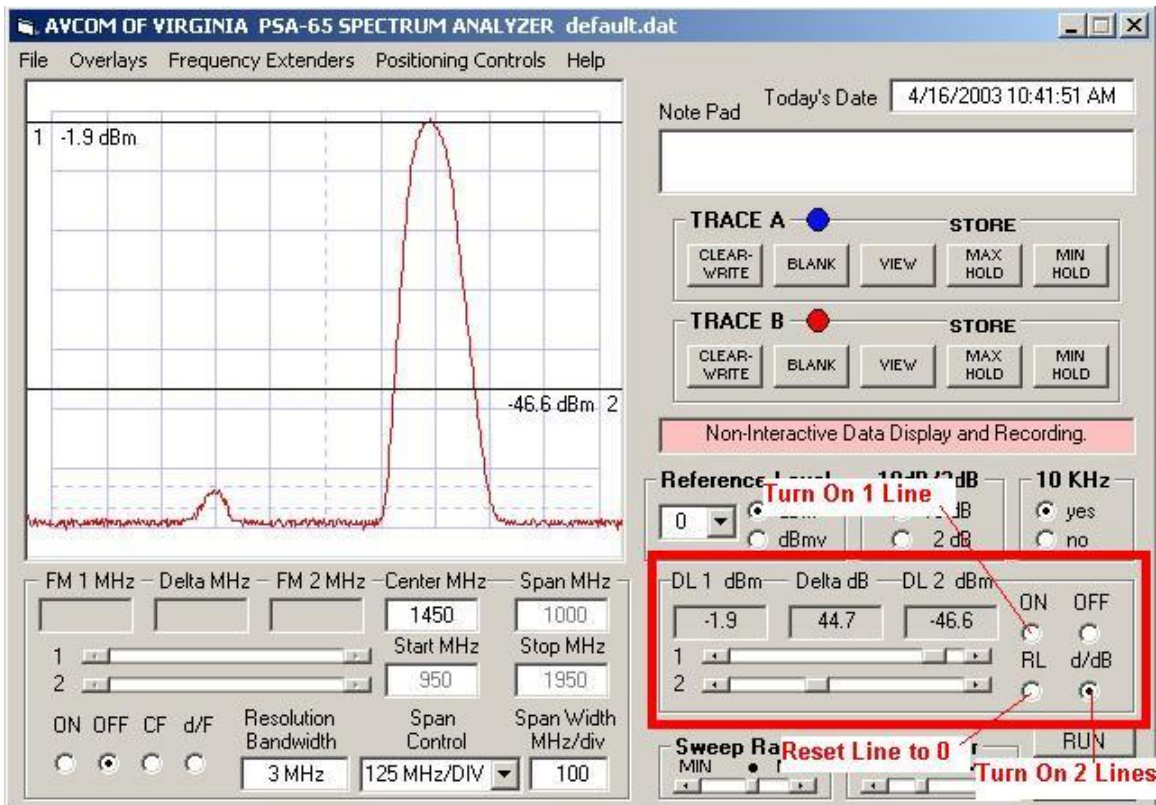 AVCOM OF VIRGINIA PSA-65 SPECTRUM ANALYZER default.dat
File Overlays Frequency Extenders Positioning Controls Help
1 -1.9 dBm
-46.6 dBm 2
Today's Date 4/16/2003 10:41:51 AM
Note Pad
TRACE A STORE
CLEAR-WRITE BLANK VIEW MAX HOLD MIN HOLD
TRACE B STORE
CLEAR-WRITE BLANK VIEW MAX HOLD MIN HOLD
Non-Interactive Data Display and Recording.
Reference 10 KHz
Turn On 1 Line
0 yes
dBmv 2 dB no
FM 1 MHz Delta MHz FM 2 MHz Center MHz Span MHz
1450 1000
Start MHz Stop MHz
1 2
950 1950
ON OFF CF d/F
Resolution Bandwidth
3 MHz
Span Control
125 MHz/DIV
Span Width MHz/div
100
DL 1 dBm Delta dB DL 2 dBm
-1.9 44.7 -46.6
ON OFF
1
RL d/dB
2
Sweep
MIN
Reset Line to 0
RUN
Turn On 2 Lines